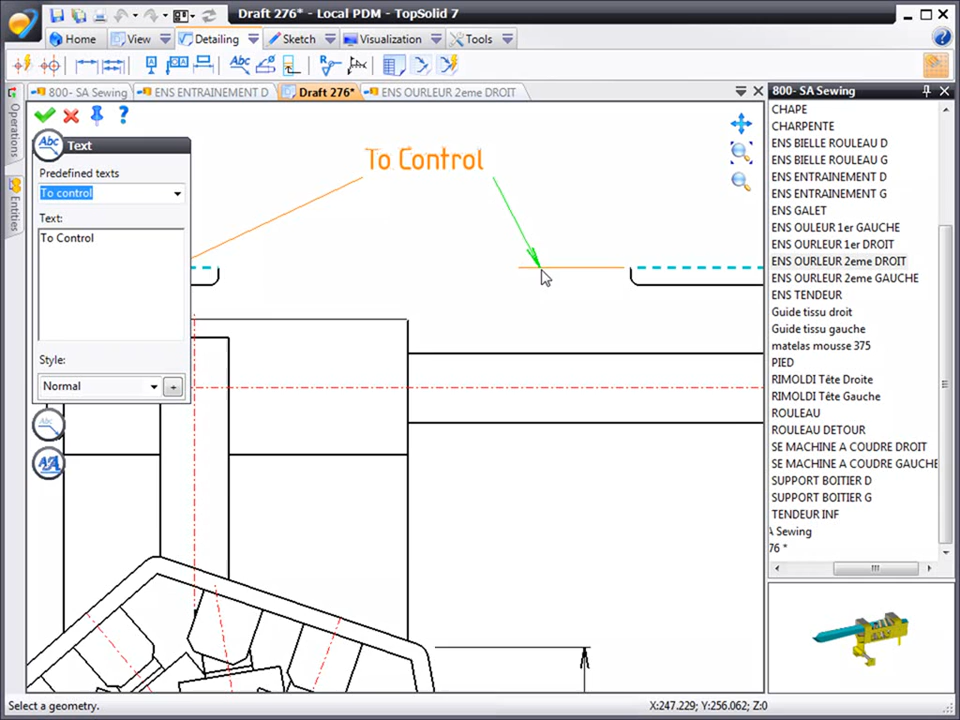 Draft 276* - Local PDM - TopSolid 7
Home
View
Detailing
Sketch
Visualization
Tools
800- SA Sewing
ENS ENTRAINEMENT D
Draft 276*
ENS OURLEUR 2eme DROIT
800- SA Sewing
Operations
Entities
Abc
Text
Predefined texts
To control
Text:
To Control
Style:
Normal
To Control
CHAPE
CHARPENTE
ENS BIELLE ROULEAU D
ENS BIELLE ROULEAU G
ENS ENTRAINEMENT D
ENS ENTRAINEMENT G
ENS GALET
ENS OULEUR 1er GAUCHE
ENS OURLEUR 1er DROIT
ENS OURLEUR 2eme DROIT
ENS OURLEUR 2eme GAUCHE
ENS TENDEUR
Guide tissu droit
Guide tissu gauche
matelas mousse 375
PIED
RIMOLDI Tête Droite
RIMOLDI Tête Gauche
ROULEAU
ROULEAU DETOUR
SE MACHINE A COUDRE DROIT
SE MACHINE A COUDRE GAUCHE
SUPPORT BOITIER D
SUPPORT BOITIER G
TENDEUR INF
Sewing
76 *
Select a geometry.
X:247.229; Y:256.062; Z:0